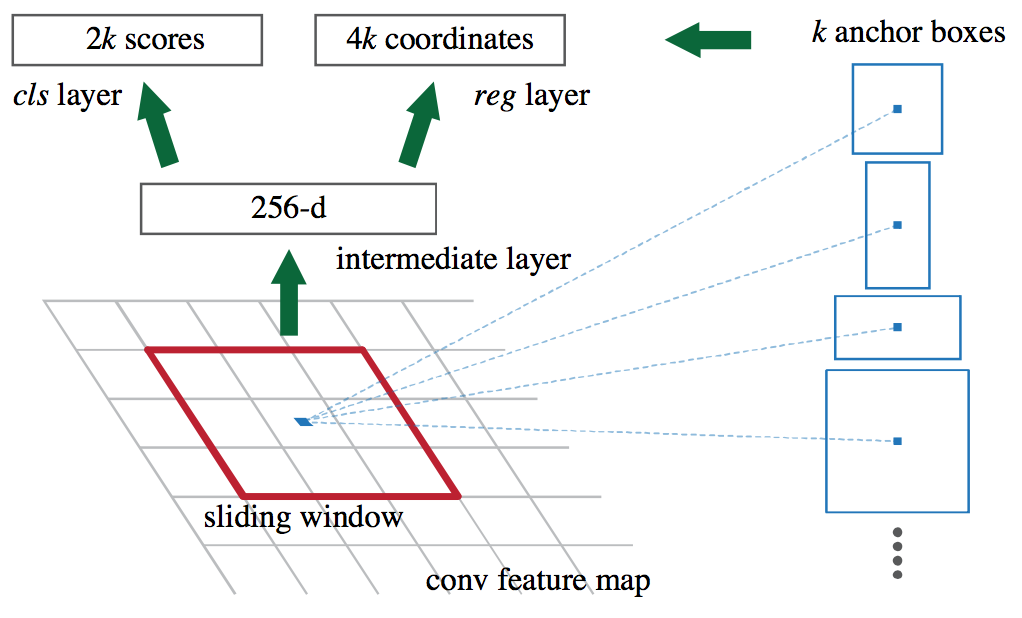 2k scores
4k coordinates
k anchor boxes
cls layer
reg layer
256-d
intermediate layer
sliding window
conv feature map